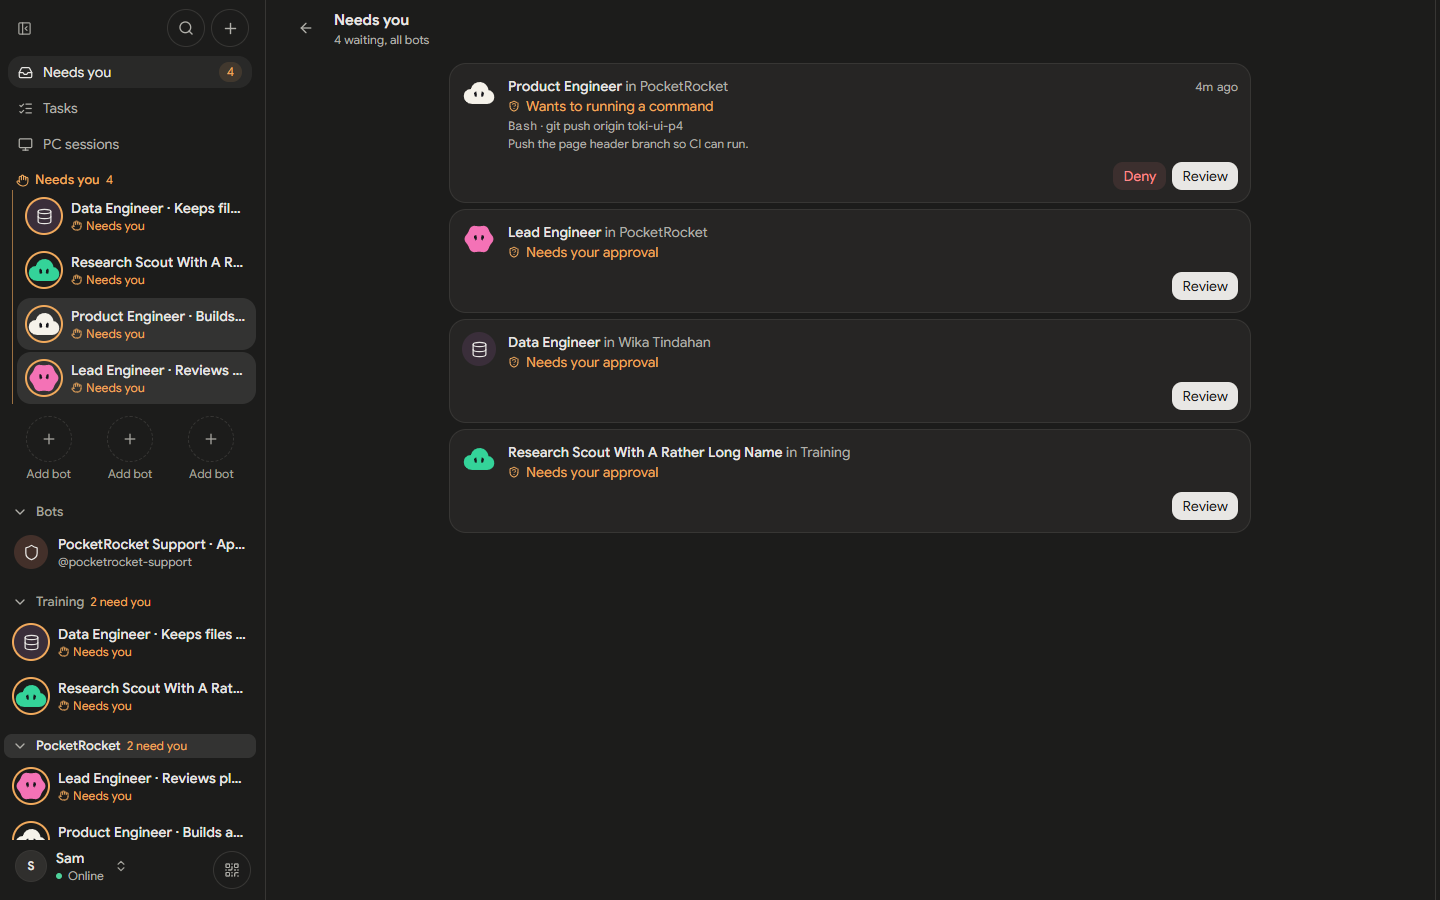 Needs you
4
Tasks
PC sessions
Needs you 4
Data Engineer · Keeps fil...
Needs you
Research Scout With A R...
Needs you
Product Engineer · Builds...
Needs you
Lead Engineer · Reviews ...
Needs you
Add bot
Add bot
Add bot
Bots
PocketRocket Support · Ap...
@pocketrocket-support
Training 2 need you
Data Engineer · Keeps files ...
Needs you
Research Scout With A Rat...
Needs you
PocketRocket 2 need you
Lead Engineer · Reviews pl...
Needs you
Product Engineer · Builds a...
S
Sam
Online
Needs you
4 waiting, all bots
Product Engineer in PocketRocket
4m ago
Wants to running a command
Bash · git push origin toki-ui-p4
Push the page header branch so CI can run.
Deny
Review
Lead Engineer in PocketRocket
Needs your approval
Review
Data Engineer in Wika Tindahan
Needs your approval
Review
Research Scout With A Rather Long Name in Training
Needs your approval
Review